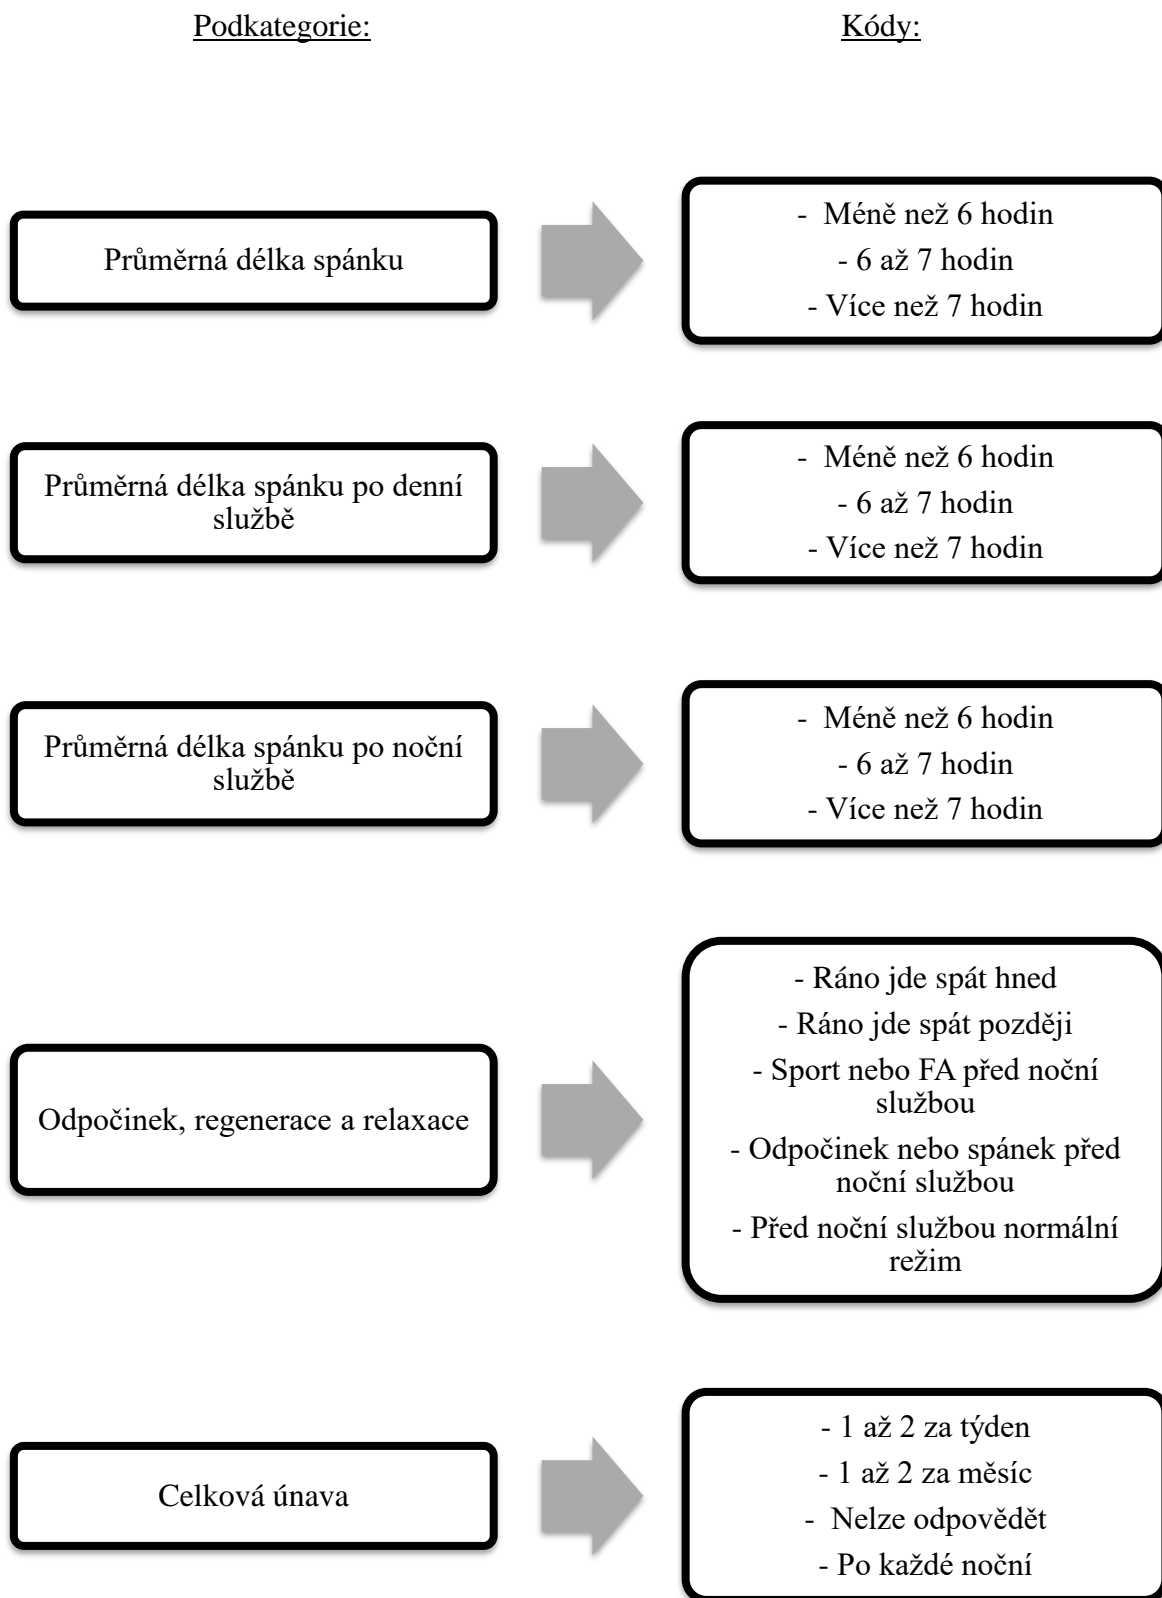 Podkategorie:
Kódy:
Průměrná délka spánku
- Méně než 6 hodin
- 6 až 7 hodin
- Více než 7 hodin
Průměrná délka spánku po denní
službě
- Méně než 6 hodin
- 6 až 7 hodin
- Více než 7 hodin
Průměrná délka spánku po noční
službě
- Méně než 6 hodin
- 6 až 7 hodin
- Více než 7 hodin
Odpočinek, regenerace a relaxace
- Ráno jde spát hned
- Ráno jde spát později
- Sport nebo FA před noční
službou
- Odpočinek nebo spánek před
noční službou
- Před noční službou normální
režim
Celková únava
- 1 až 2 za týden
- 1 až 2 za měsíc
- Nelze odpovědět
- Po každé noční